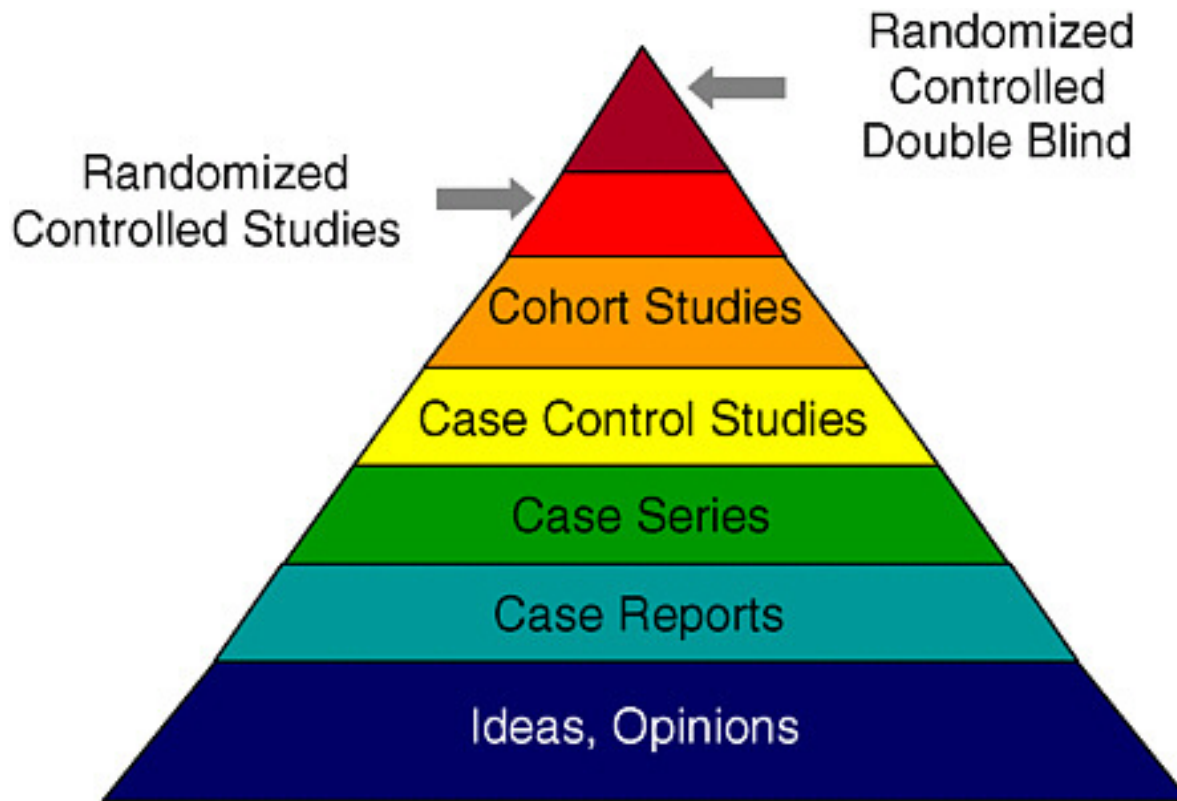 Randomized
Controlled
Double Blind
Randomized
Controlled Studies
Cohort Studies
Case Control Studies
Case Series
Case Reports
Ideas, Opinions